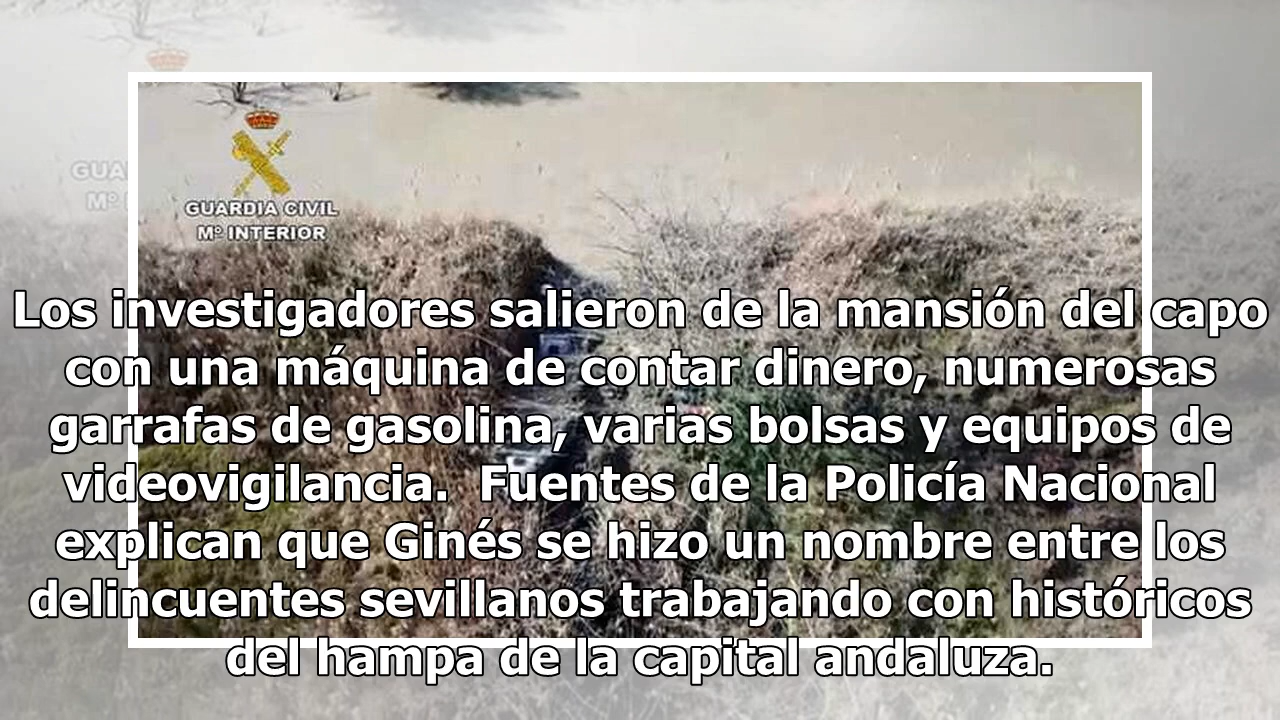 GUARDIA CIVIL
Mº INTERIOR
Los investigadores salieron de la mansión del capo
con una máquina de contar dinero, numerosas
garrafas de gasolina, varias bolsas y equipos de
videovigilancia.  Fuentes de la Policía Nacional
explican que Ginés se hizo un nombre entre los
delincuentes sevillanos trabajando con históricos
del hampa de la capital andaluza.